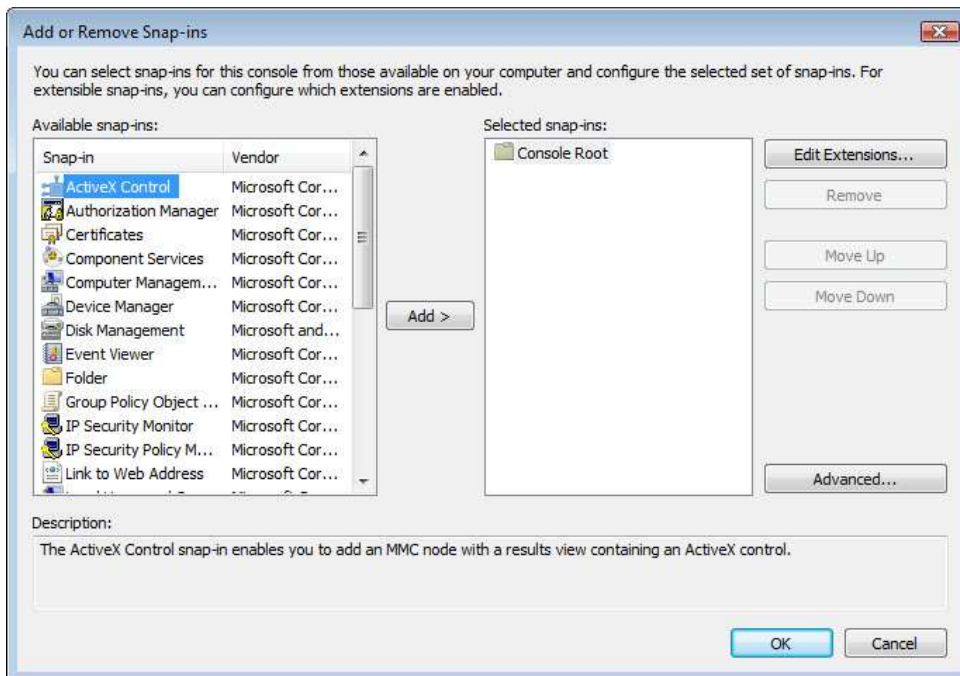 Add or Remove Snap-ins
You can select snap-ins for this console from those available on your computer and configure the selected set of snap-ins. For
extensible snap-ins, you can configure which extensions are enabled.
Available snap-ins:
Selected snap-ins:
Snap-in Vendor
ActiveX Control Microsoft Cor...
Authorization Manager Microsoft Cor...
Certificates Microsoft Cor...
Component Services Microsoft Cor...
Computer Managem... Microsoft Cor...
Device Manager Microsoft Cor...
Disk Management Microsoft and...
Event Viewer Microsoft Cor...
Folder Microsoft Cor...
Group Policy Object ... Microsoft Cor...
IP Security Monitor Microsoft Cor...
IP Security Policy M... Microsoft Cor...
Link to Web Address Microsoft Cor...
Add >
Console Root
Edit Extensions...
Remove
Move Up
Move Down
Advanced...
Description:
The ActiveX Control snap-in enables you to add an MMC node with a results view containing an ActiveX control.
OK
Cancel